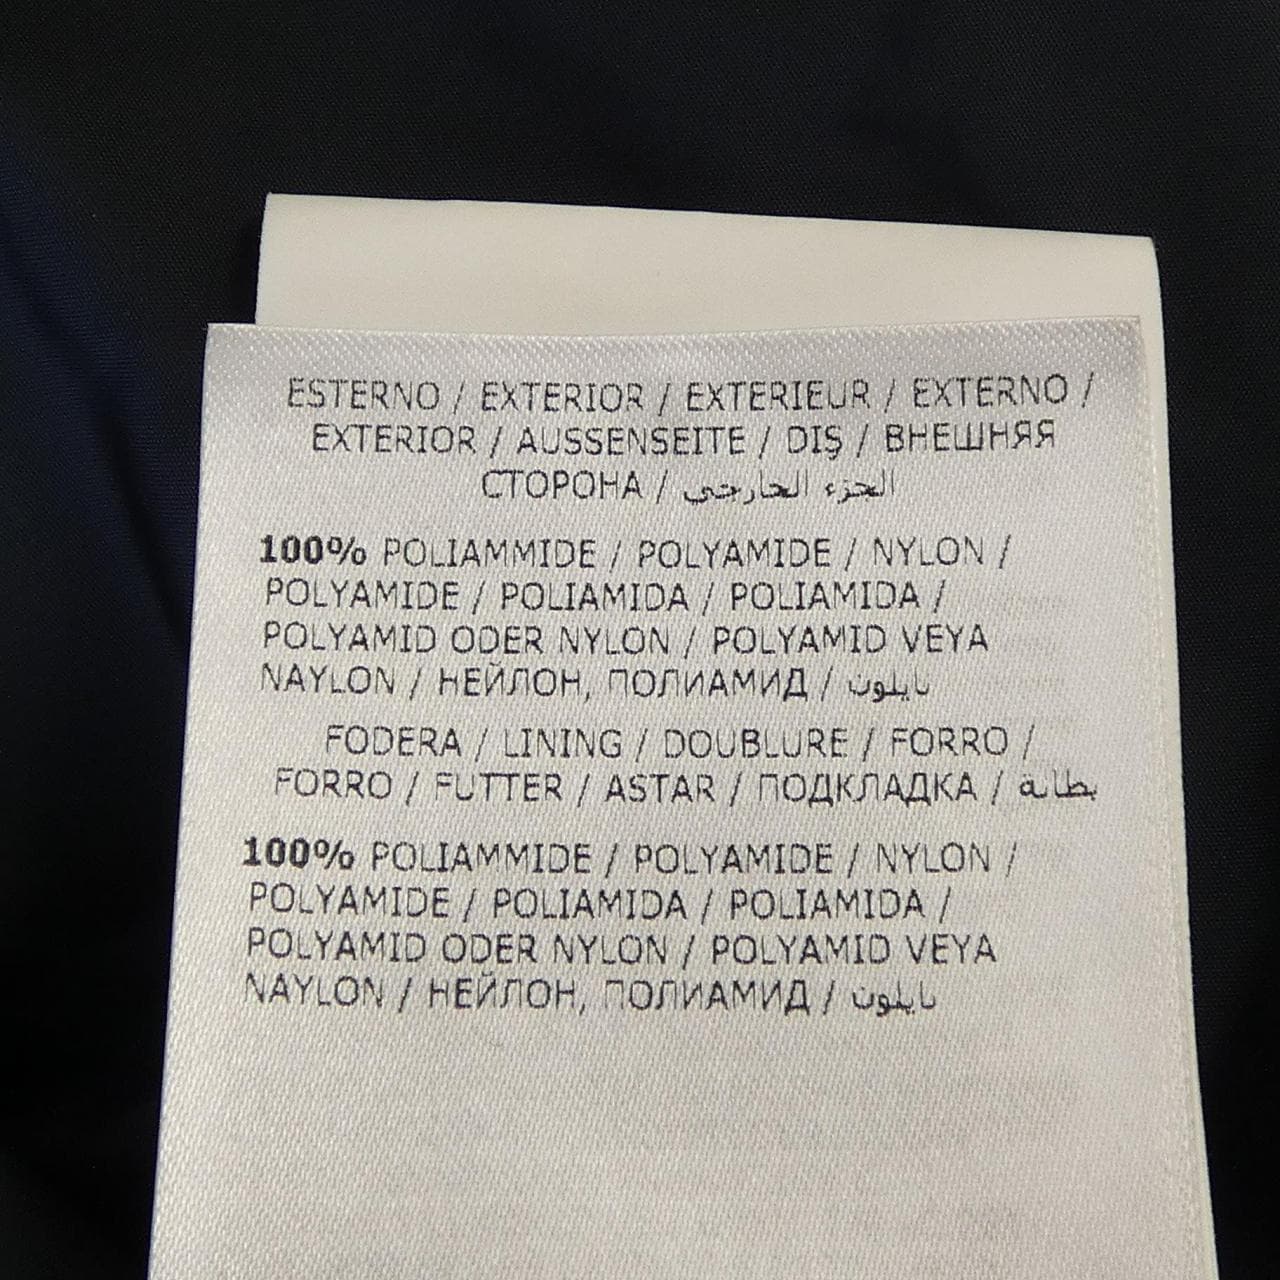 ESTERNO / EXTERIOR / EXTERIEUR / EXTERNO /
EXTERIOR / AUSSENSEITE / DIŞ / ВНЕШНЯЯ
СТОРОНА / الجزء الخارجي
100% POLIAMMIDE / POLYAMIDE / NYLON /
POLYAMIDE / POLIAMIDA / POLIAMIDA /
POLYAMID ODER NYLON / POLYAMID VEYA
NAYLON / НЕЙЛОН, ПОЛИАМИД / نايلون
FODERA / LINING / DOUBLURE / FORRO /
FORRO / FUTTER / ASTAR / ПОДКЛАДКА / بطانة
100% POLIAMMIDE / POLYAMIDE / NYLON /
POLYAMIDE / POLIAMIDA / POLIAMIDA /
POLYAMID ODER NYLON / POLYAMID VEYA
NAYLON / НЕЙЛОН, ПОЛИАМИД / نايلون